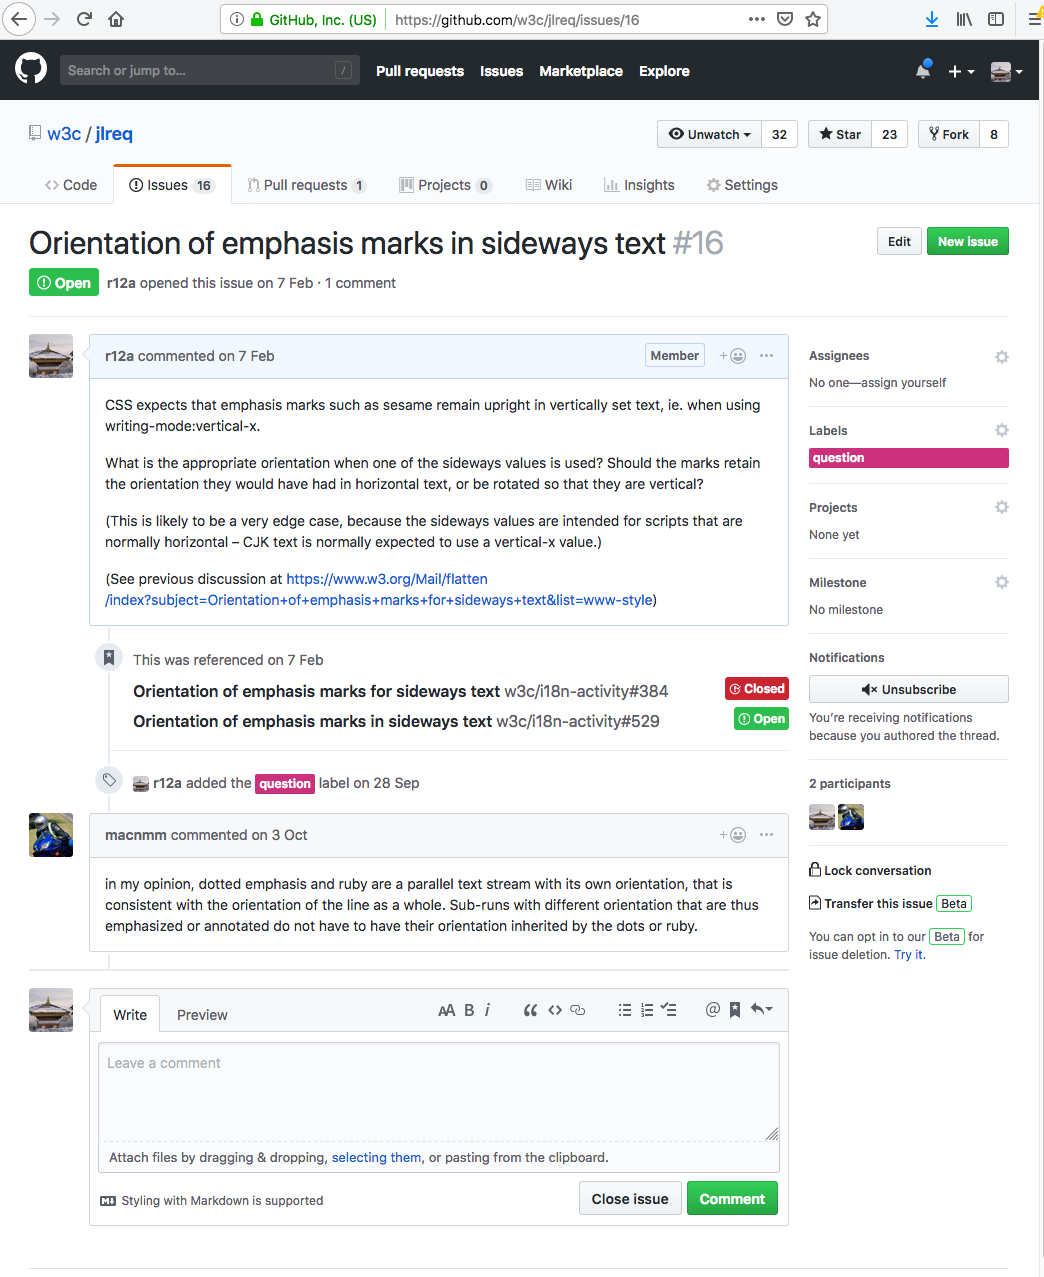 GitHub, Inc. (US) https://github.com/w3c/jlreq/issues/16
Search or jump to... /
Pull requests Issues Marketplace Explore
w3c / jlreq
Unwatch 32 Star 23 Fork 8
Code Issues 16 Pull requests 1 Projects 0 Wiki Insights Settings
Orientation of emphasis marks in sideways text #16
Edit New issue
Open r12a opened this issue on 7 Feb · 1 comment
r12a commented on 7 Feb Member
CSS expects that emphasis marks such as sesame remain upright in vertically set text, ie. when using
writing-mode:vertical-x.
What is the appropriate orientation when one of the sideways values is used? Should the marks retain
the orientation they would have had in horizontal text, or be rotated so that they are vertical?
(This is likely to be a very edge case, because the sideways values are intended for scripts that are
normally horizontal – CJK text is normally expected to use a vertical-x value.)
(See previous discussion at https://www.w3.org/Mail/flatten
/index?subject=Orientation+of+emphasis+marks+for+sideways+text&list=www-style)
This was referenced on 7 Feb
Orientation of emphasis marks for sideways text w3c/i18n-activity#384 Closed
Orientation of emphasis marks in sideways text w3c/i18n-activity#529 Open
r12a added the question label on 28 Sep
macnmm commented on 3 Oct
in my opinion, dotted emphasis and ruby are a parallel text stream with its own orientation, that is
consistent with the orientation of the line as a whole. Sub-runs with different orientation that are thus
emphasized or annotated do not have to have their orientation inherited by the dots or ruby.
Write Preview
Leave a comment
Attach files by dragging & dropping, selecting them, or pasting from the clipboard.
Styling with Markdown is supported
Close issue Comment
Assignees
No one—assign yourself
Labels
question
Projects
None yet
Milestone
No milestone
Notifications
Unsubscribe
You're receiving notifications
because you authored the thread.
2 participants
Lock conversation
Transfer this issue Beta
You can opt in to our Beta for
issue deletion. Try it.